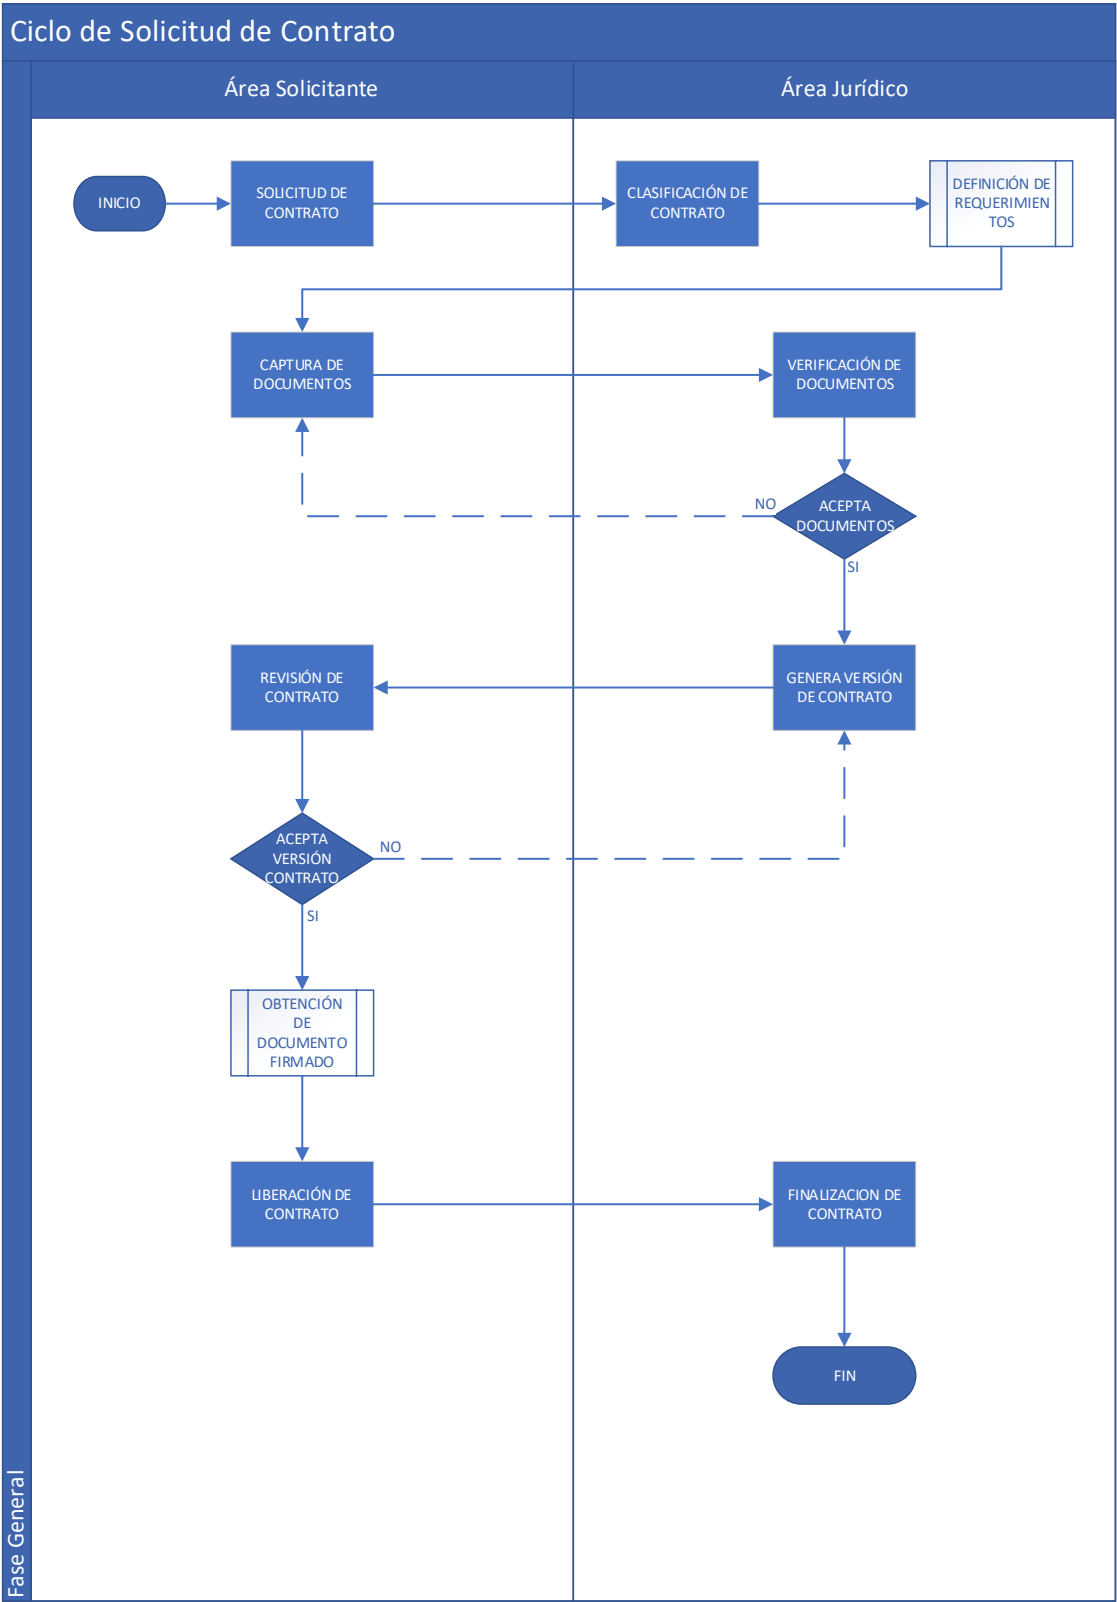 Ciclo de Solicitud de Contrato
Área Solicitante
Área Jurídico
INICIO
SOLICITUD DE
CONTRATO
CLASIFICACIÓN DE
CONTRATO
DEFINICIÓN DE
REQUERIMIEN
TOS
CAPTURA DE
DOCUMENTOS
VERIFICACIÓN DE
DOCUMENTOS
NO
ACEPTA
DOCUMENTOS
SI
REVISIÓN DE
CONTRATO
GENERA VERSIÓN
DE CONTRATO
ACEPTA
VERSIÓN
CONTRATO
NO
SI
OBTENCIÓN
DE
DOCUMENTO
FIRMADO
LIBERACIÓN DE
CONTRATO
FINALIZACION DE
CONTRATO
FIN
Fase General